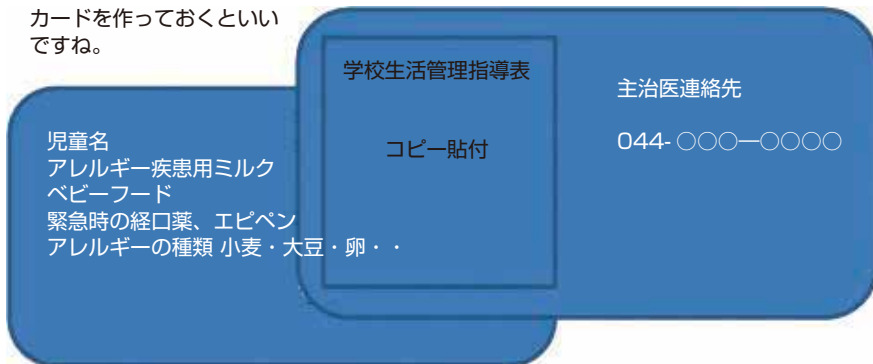 カードを作っておくといい
ですね。
学校生活管理指導表
コピー貼付
主治医連絡先
044-○○○―○○○○
児童名
アレルギー疾患用ミルク
ベビーフード
緊急時の経口薬、エピペン
アレルギーの種類 小麦・大豆・卵・・